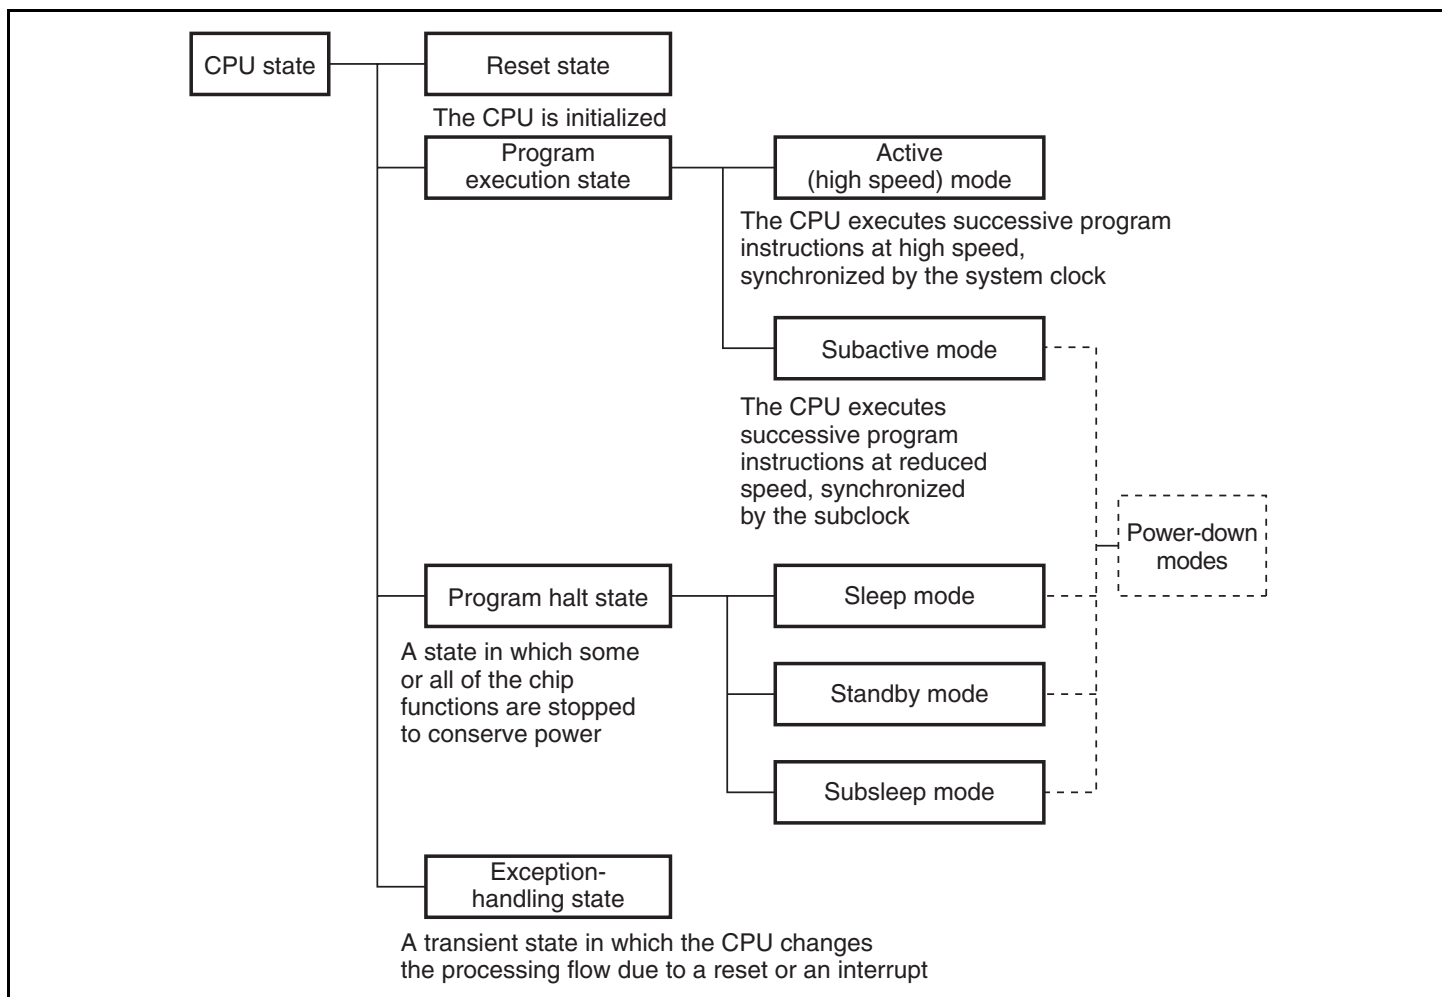 CPU state
Reset state
The CPU is initialized
Program
execution state
Active
(high speed) mode
The CPU executes successive program
instructions at high speed,
synchronized by the system clock
Subactive mode
The CPU executes
successive program
instructions at reduced
speed, synchronized
by the subclock
Power-down
modes
Program halt state
A state in which some
or all of the chip
functions are stopped
to conserve power
Sleep mode
Standby mode
Subsleep mode
Exception-
handling state
A transient state in which the CPU changes
the processing flow due to a reset or an interrupt